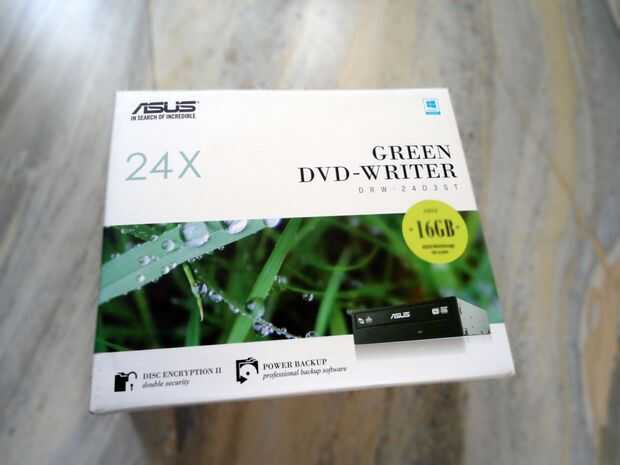 ASUS
IN SEARCH OF INCREDIBLE
24X
GREEN
DVD-WRITER
DRW-24D3ST
16GB
ASUS
DISC ENCRYPTION II
double security
POWER BACKUP
professional backup software